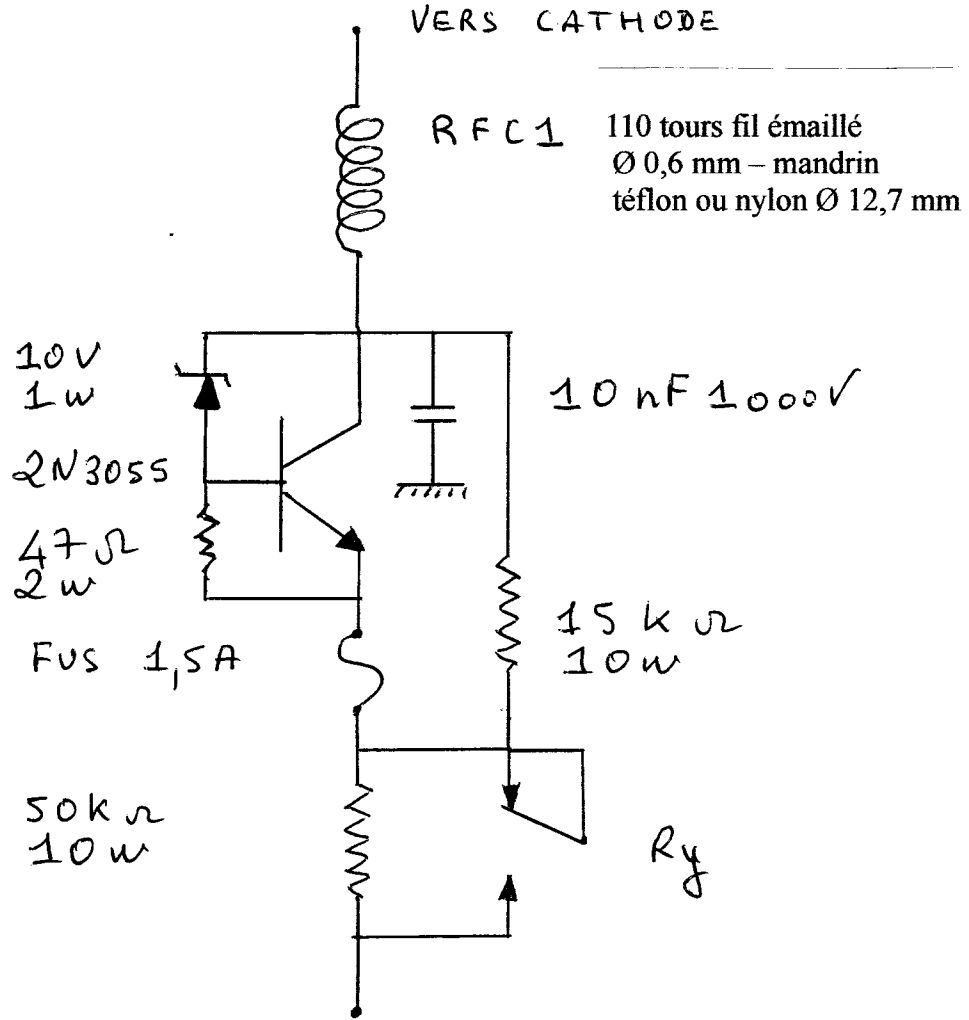 VERS CATHODE
RFC1
110 tours fil émaillé
Ø 0,6 mm – mandrin
téflon ou nylon Ø 12,7 mm
10V
1w
10 nF 1000V
2N3055
47Ω
2w
15 kΩ
10w
FUS 1,5A
50kΩ
10w
Ry